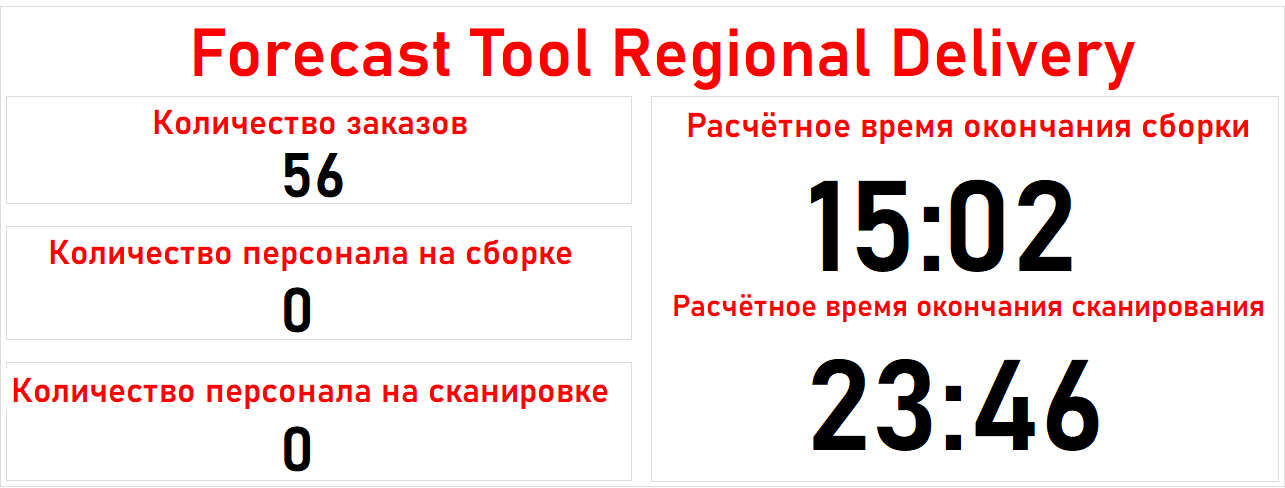 Forecast Tool Regional Delivery
Количество заказов
56
Количество персонала на сборке
0
Количество персонала на сканировке
0
Расчётное время окончания сборки
15:02
Расчётное время окончания сканирования
23:46